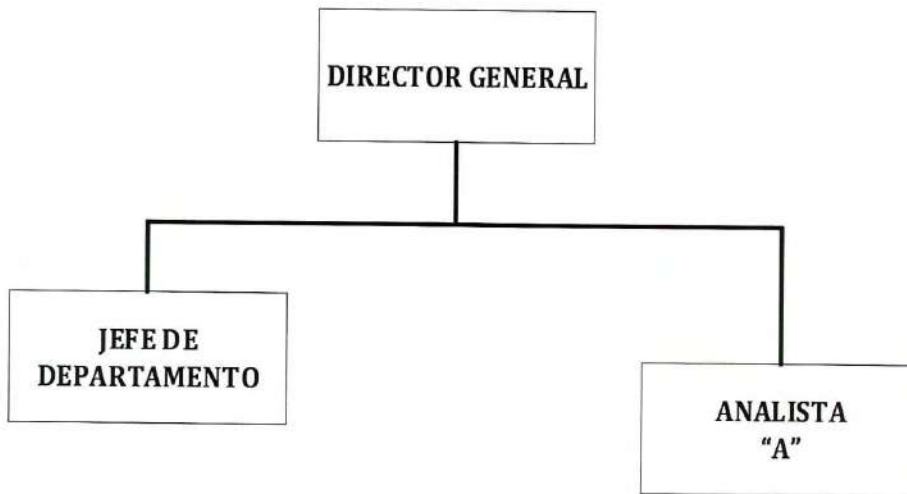 DIRECTOR GENERAL
JEFE DE
DEPARTAMENTO
ANALISTA
“A”